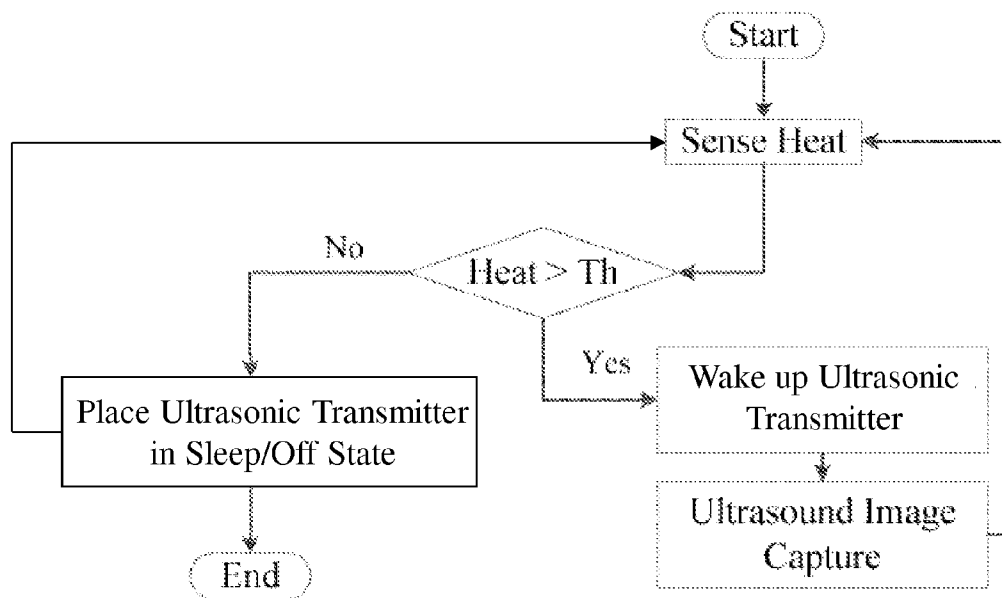 Start
Sense Heat
Heat > Th
No
Yes
Place Ultrasonic Transmitter
in Sleep/Off State
Wake up Ultrasonic
Transmitter
Ultrasound Image
Capture
End